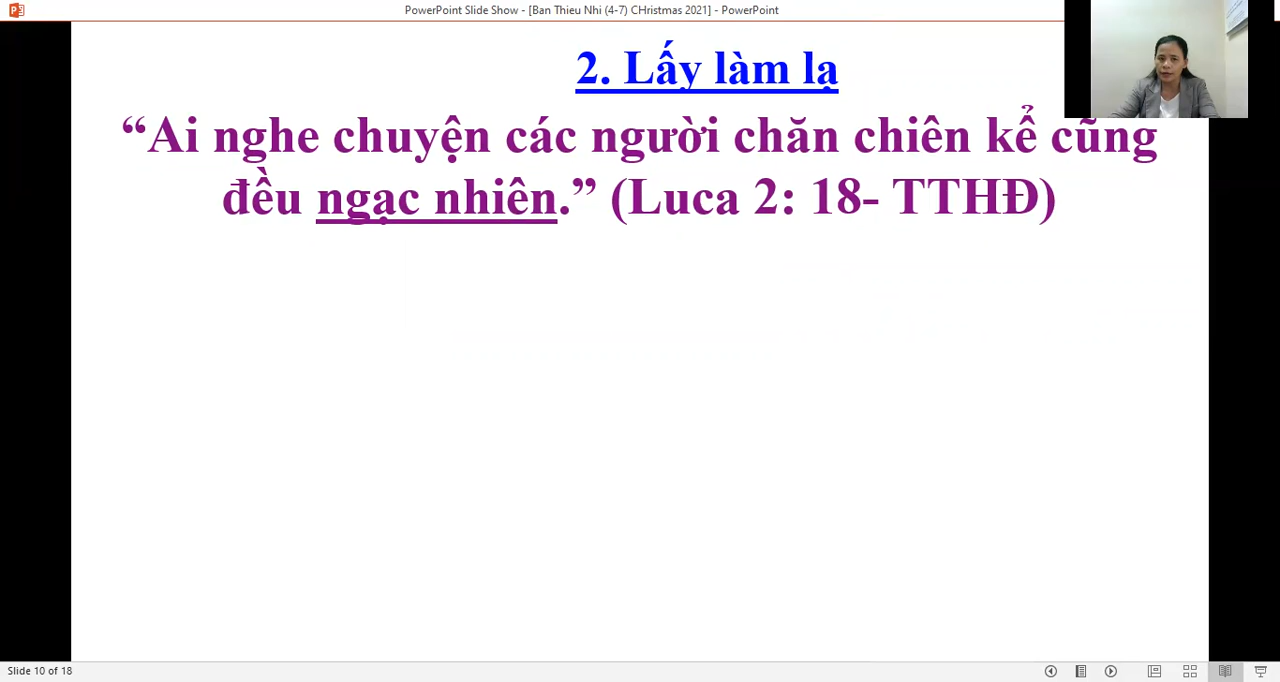 PowerPoint Slide Show - [Ban Thieu Nhi (4-7) CHristmas 2021] - PowerPoint
2. Lấy làm lạ
“Ai nghe chuyện các người chăn chiên kể cũng
đều ngạc nhiên.” (Luca 2: 18- TTHĐ)
Slide 10 of 18